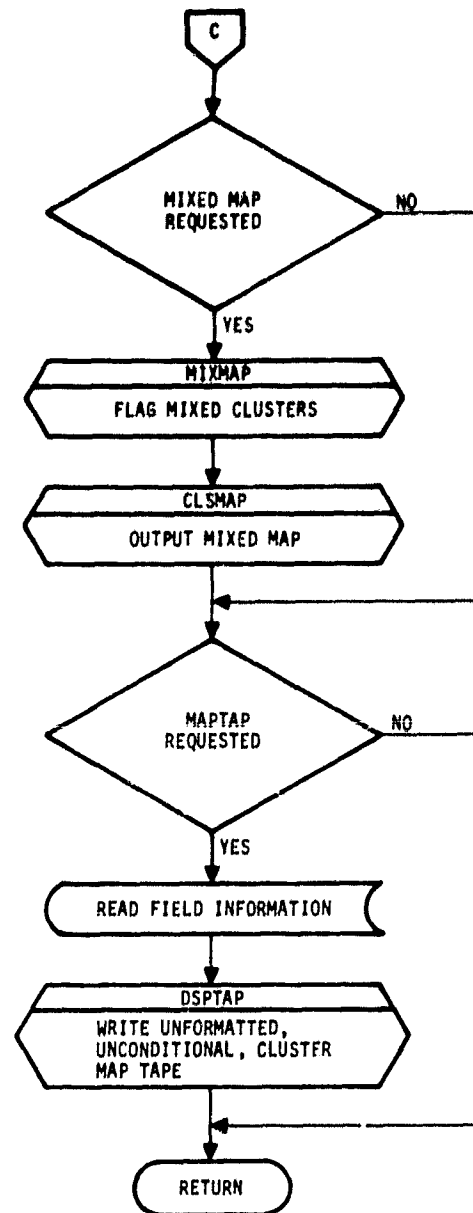 C
MIXED MAP
REQUESTED
NO
YES
MIXMAP
FLAG MIXED CLUSTERS
CLSMAP
OUTPUT MIXED MAP
MAPTAP
REQUESTED
NO
YES
READ FIELD INFORMATION
DSPTAP
WRITE UNFORMATTED,
UNCONDITIONAL, CLUSTER
MAP TAPE
RETURN